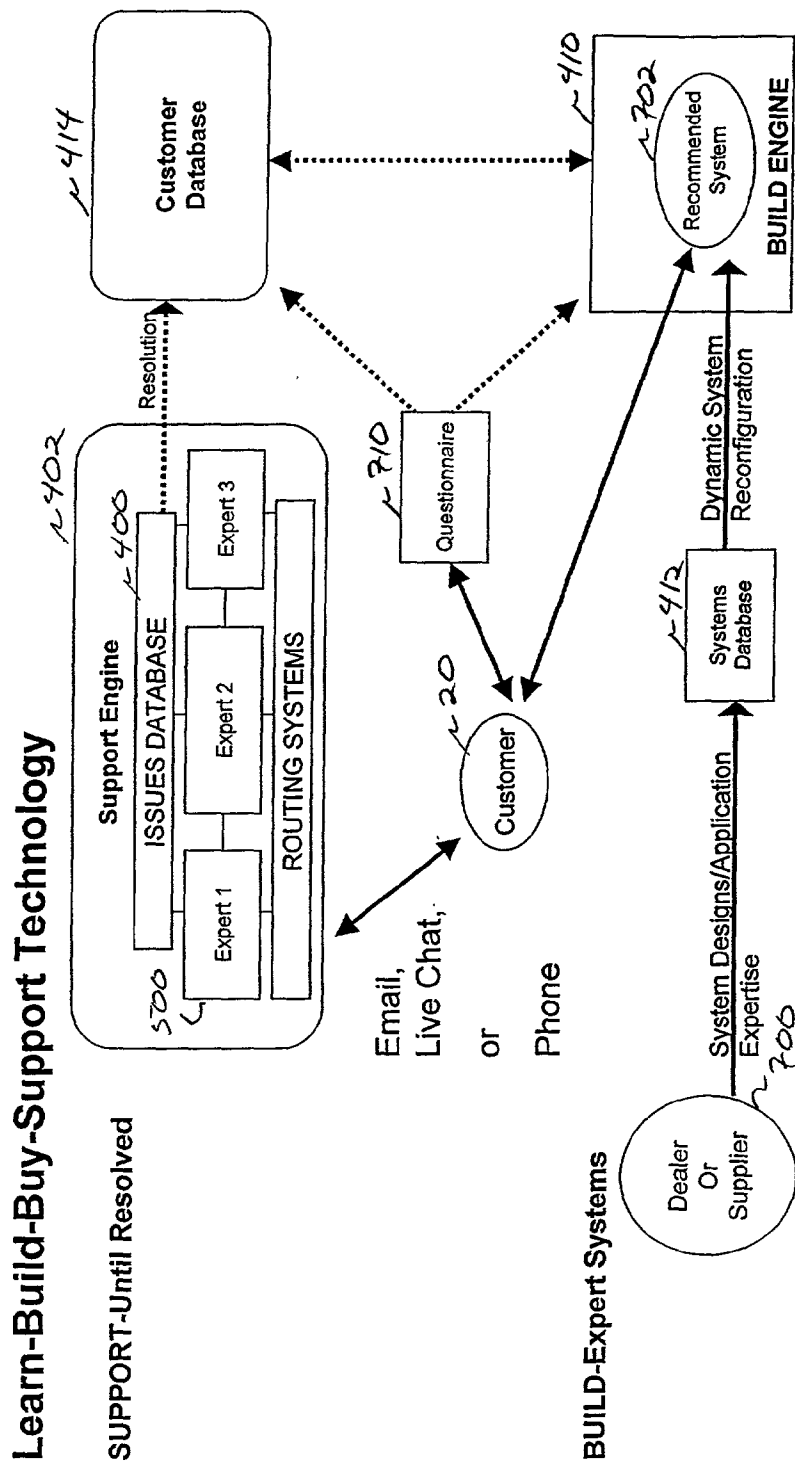 Learn-Build-Buy-Support Technology
SUPPORT-Until Resolved
~402
Support Engine
ISSUES DATABASE
~400
500
Expert 1
Expert 2
Expert 3
ROUTING SYSTEMS
Resolution
~414
Customer
Database
Email,
Live Chat,
or
Phone
~20
Customer
~710
Questionnaire
BUILD-Expert Systems
Dealer
Or
Supplier
~700
System Designs/Application
Expertise
~412
Systems
Database
Dynamic System
Reconfiguration
~410
~702
Recommended
System
BUILD ENGINE